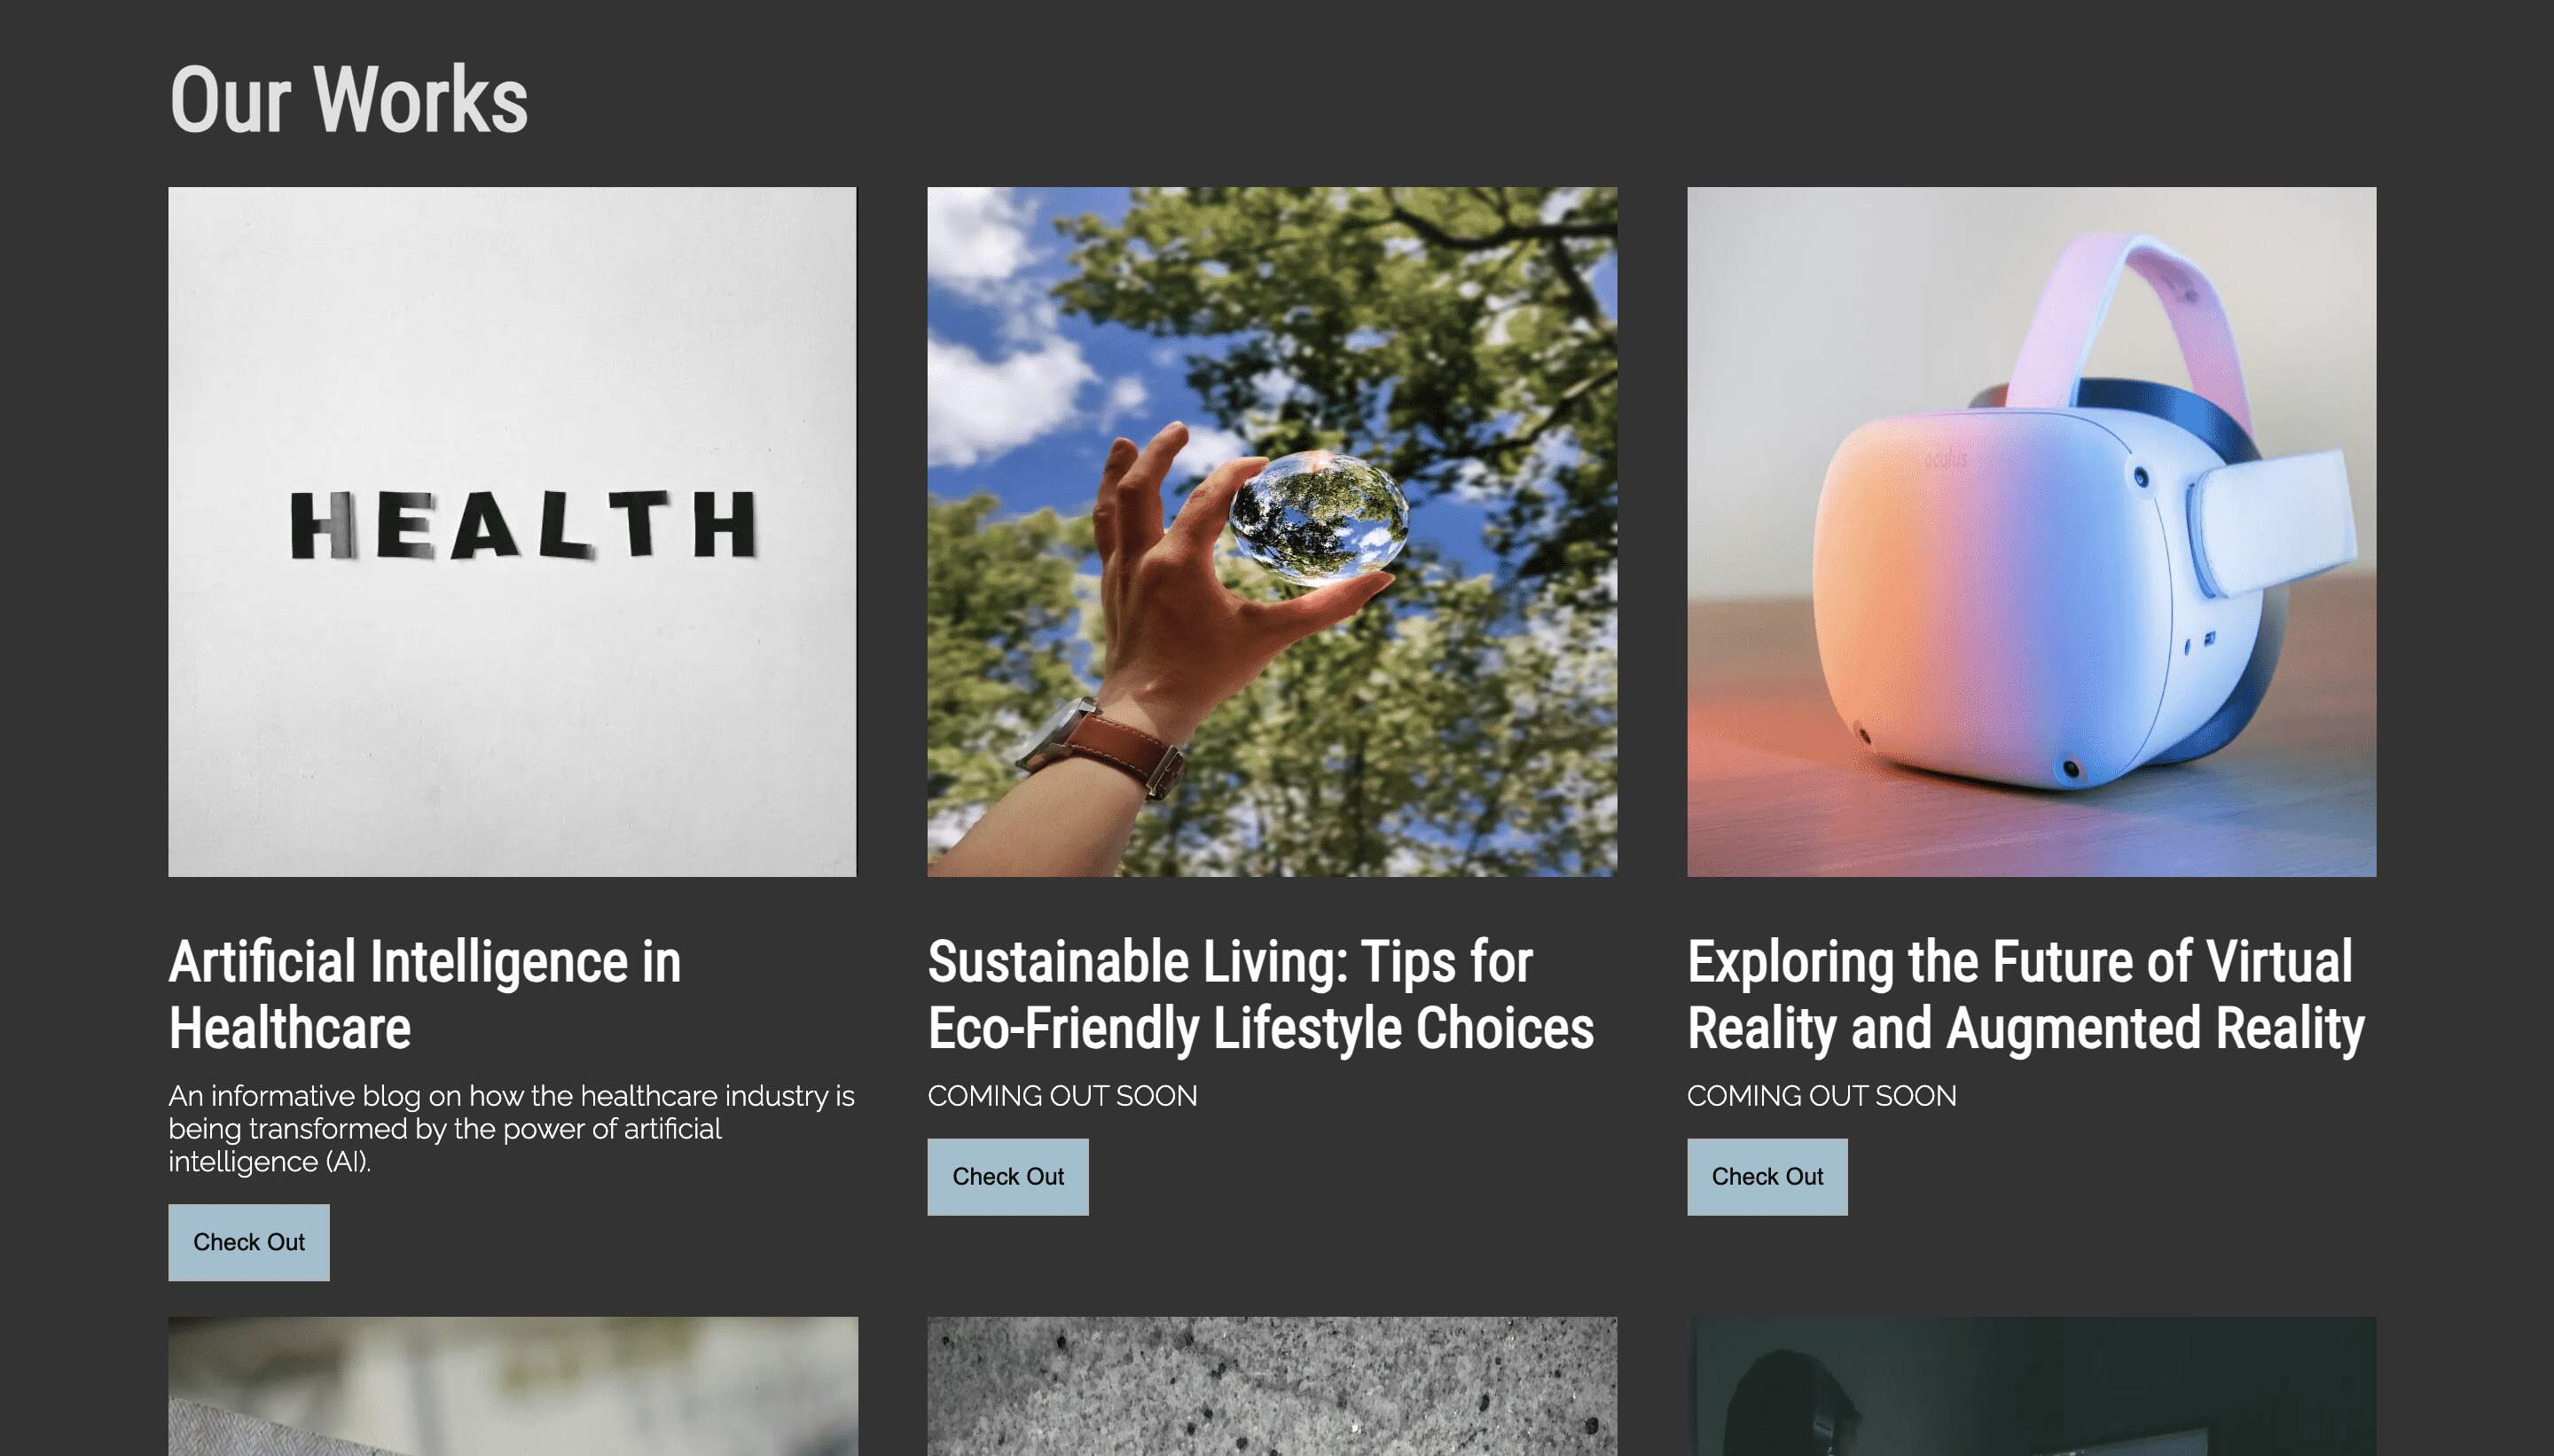 Our Works
HEALTH
oculus
Artificial Intelligence in
Healthcare
An informative blog on how the healthcare industry is
being transformed by the power of artificial
intelligence (AI).
Check Out
Sustainable Living: Tips for
Eco-Friendly Lifestyle Choices
COMING OUT SOON
Check Out
Exploring the Future of Virtual
Reality and Augmented Reality
COMING OUT SOON
Check Out